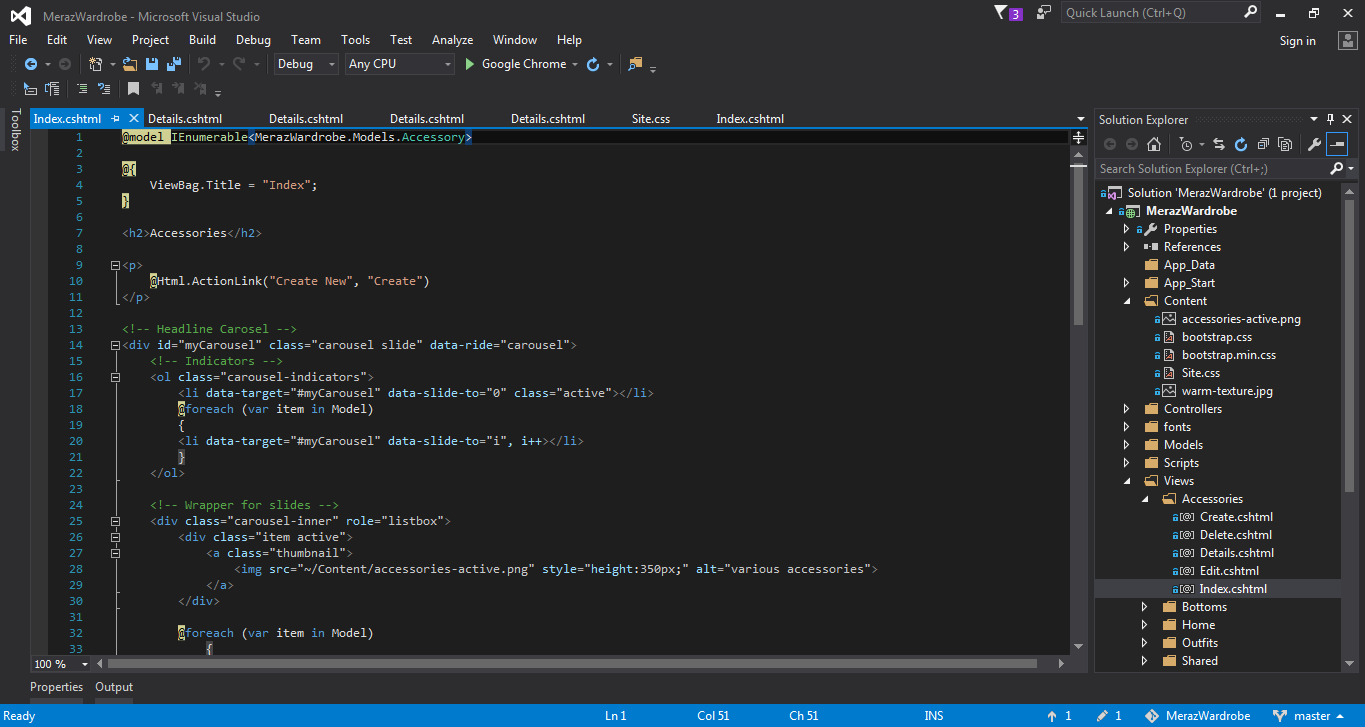 MerazWardrobe - Microsoft Visual Studio
3
Quick Launch (Ctrl+Q)
File Edit View Project Build Debug Team Tools Test Analyze Window Help
Sign in
Debug Any CPU Google Chrome
Toolbox
Index.cshtml Details.cshtml Details.cshtml Details.cshtml Details.cshtml Site.css Index.cshtml
1 @model IEnumerable<MerazWardrobe.Models.Accessory>
2
3 @{
4 ViewBag.Title = "Index";
5 }
6
7 <h2>Accessories</h2>
8
9 <p>
10 @Html.ActionLink("Create New", "Create")
11 </p>
12
13 <!-- Headline Carosel -->
14 <div id="myCarousel" class="carousel slide" data-ride="carousel">
15 <!-- Indicators -->
16 <ol class="carousel-indicators">
17 <li data-target="#myCarousel" data-slide-to="0" class="active"></li>
18 @foreach (var item in Model)
19 {
20 <li data-target="#myCarousel" data-slide-to="i", i++></li>
21 }
22 </ol>
23
24 <!-- Wrapper for slides -->
25 <div class="carousel-inner" role="listbox">
26 <div class="item active">
27 <a class="thumbnail">
28 <img src="~/Content/accessories-active.png" style="height:350px;" alt="various accessories">
29 </a>
30 </div>
31
32 @foreach (var item in Model)
33 {
100 %
Solution Explorer
Search Solution Explorer (Ctrl+;)
Solution 'MerazWardrobe' (1 project)
MerazWardrobe
Properties
References
App_Data
App_Start
Content
accessories-active.png
bootstrap.css
bootstrap.min.css
Site.css
warm-texture.jpg
Controllers
fonts
Models
Scripts
Views
Accessories
Create.cshtml
Delete.cshtml
Details.cshtml
Edit.cshtml
Index.cshtml
Bottoms
Home
Outfits
Shared
Properties Output
Ready Ln 1 Col 51 Ch 51 INS 1 1 MerazWardrobe master